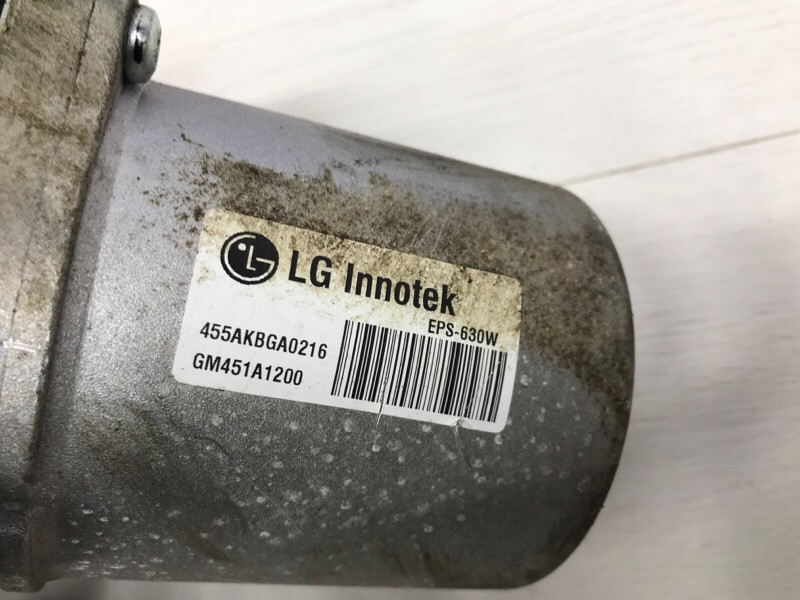 LG Innotek
EPS-630W
455AKBGA0216
GM451A1200